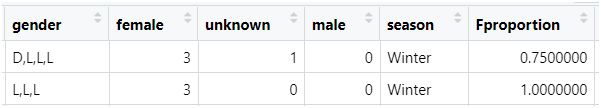 gender female unknown male season Fproportion
D,L,L,L 3 1 0 Winter 0.7500000
L,L,L 3 0 0 Winter 1.0000000